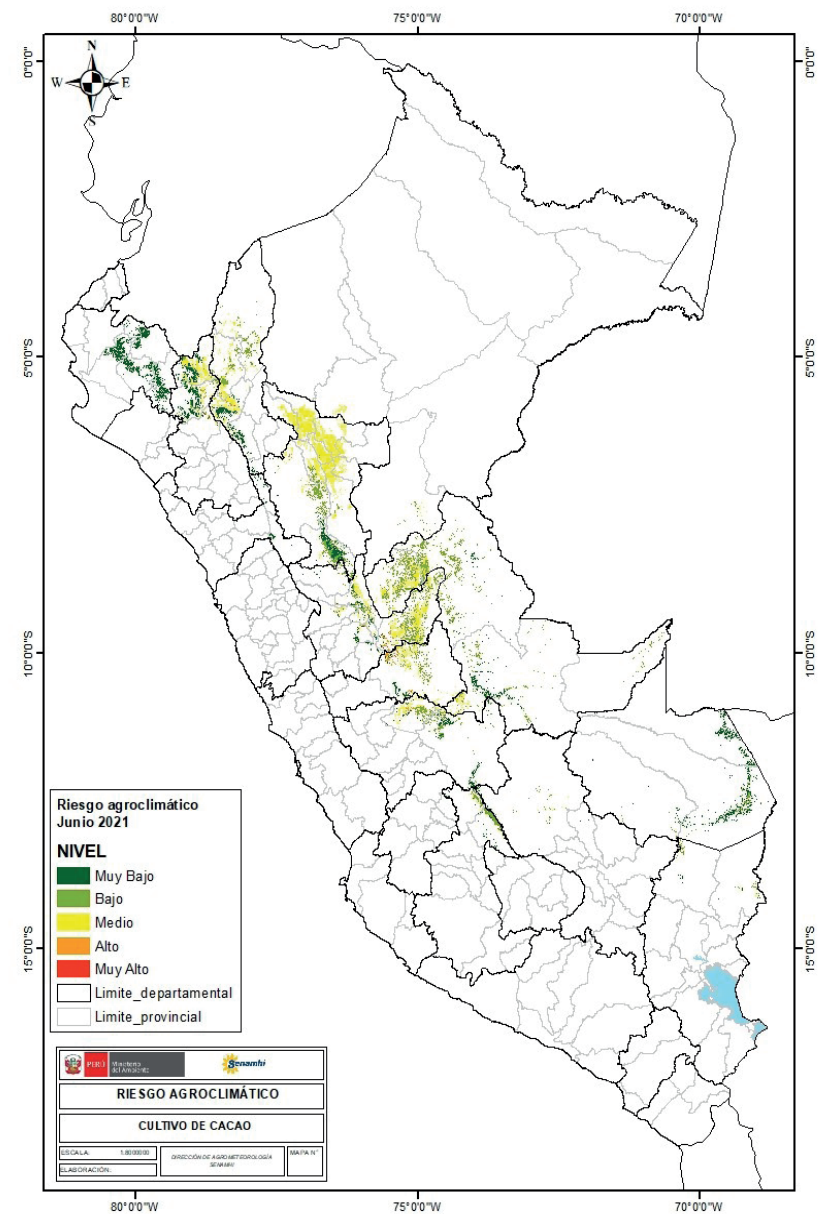 80°0'0"W 75°0'0"W 70°0'0"W
N
W E
S
0°0'0" 0°0'0"
5°0'0"S 5°0'0"S
10°0'0"S 10°0'0"S
15°0'0"S 15°0'0"S
Riesgo agroclimático
Junio 2021
NIVEL
Muy Bajo
Bajo
Medio
Alto
Muy Alto
Limite_departamental
Limite_provincial
PERÚ Ministerio
del Ambiente
Senamhi
RIESGO AGROCLIMÁTICO
CULTIVO DE CACAO
ESCALA: 1:8000000
DIRECCIÓN DE AGROMETEOROLOGÍA
SENAMHI
MAPA N°
ELABORACIÓN:
80°0'0"W 75°0'0"W 70°0'0"W